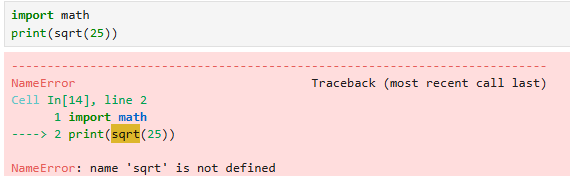 import math
print(sqrt(25))
---------------------------------------------------------------------------
NameError                                 Traceback (most recent call last)
Cell In[14], line 2
      1 import math
----> 2 print(sqrt(25))

NameError: name 'sqrt' is not defined